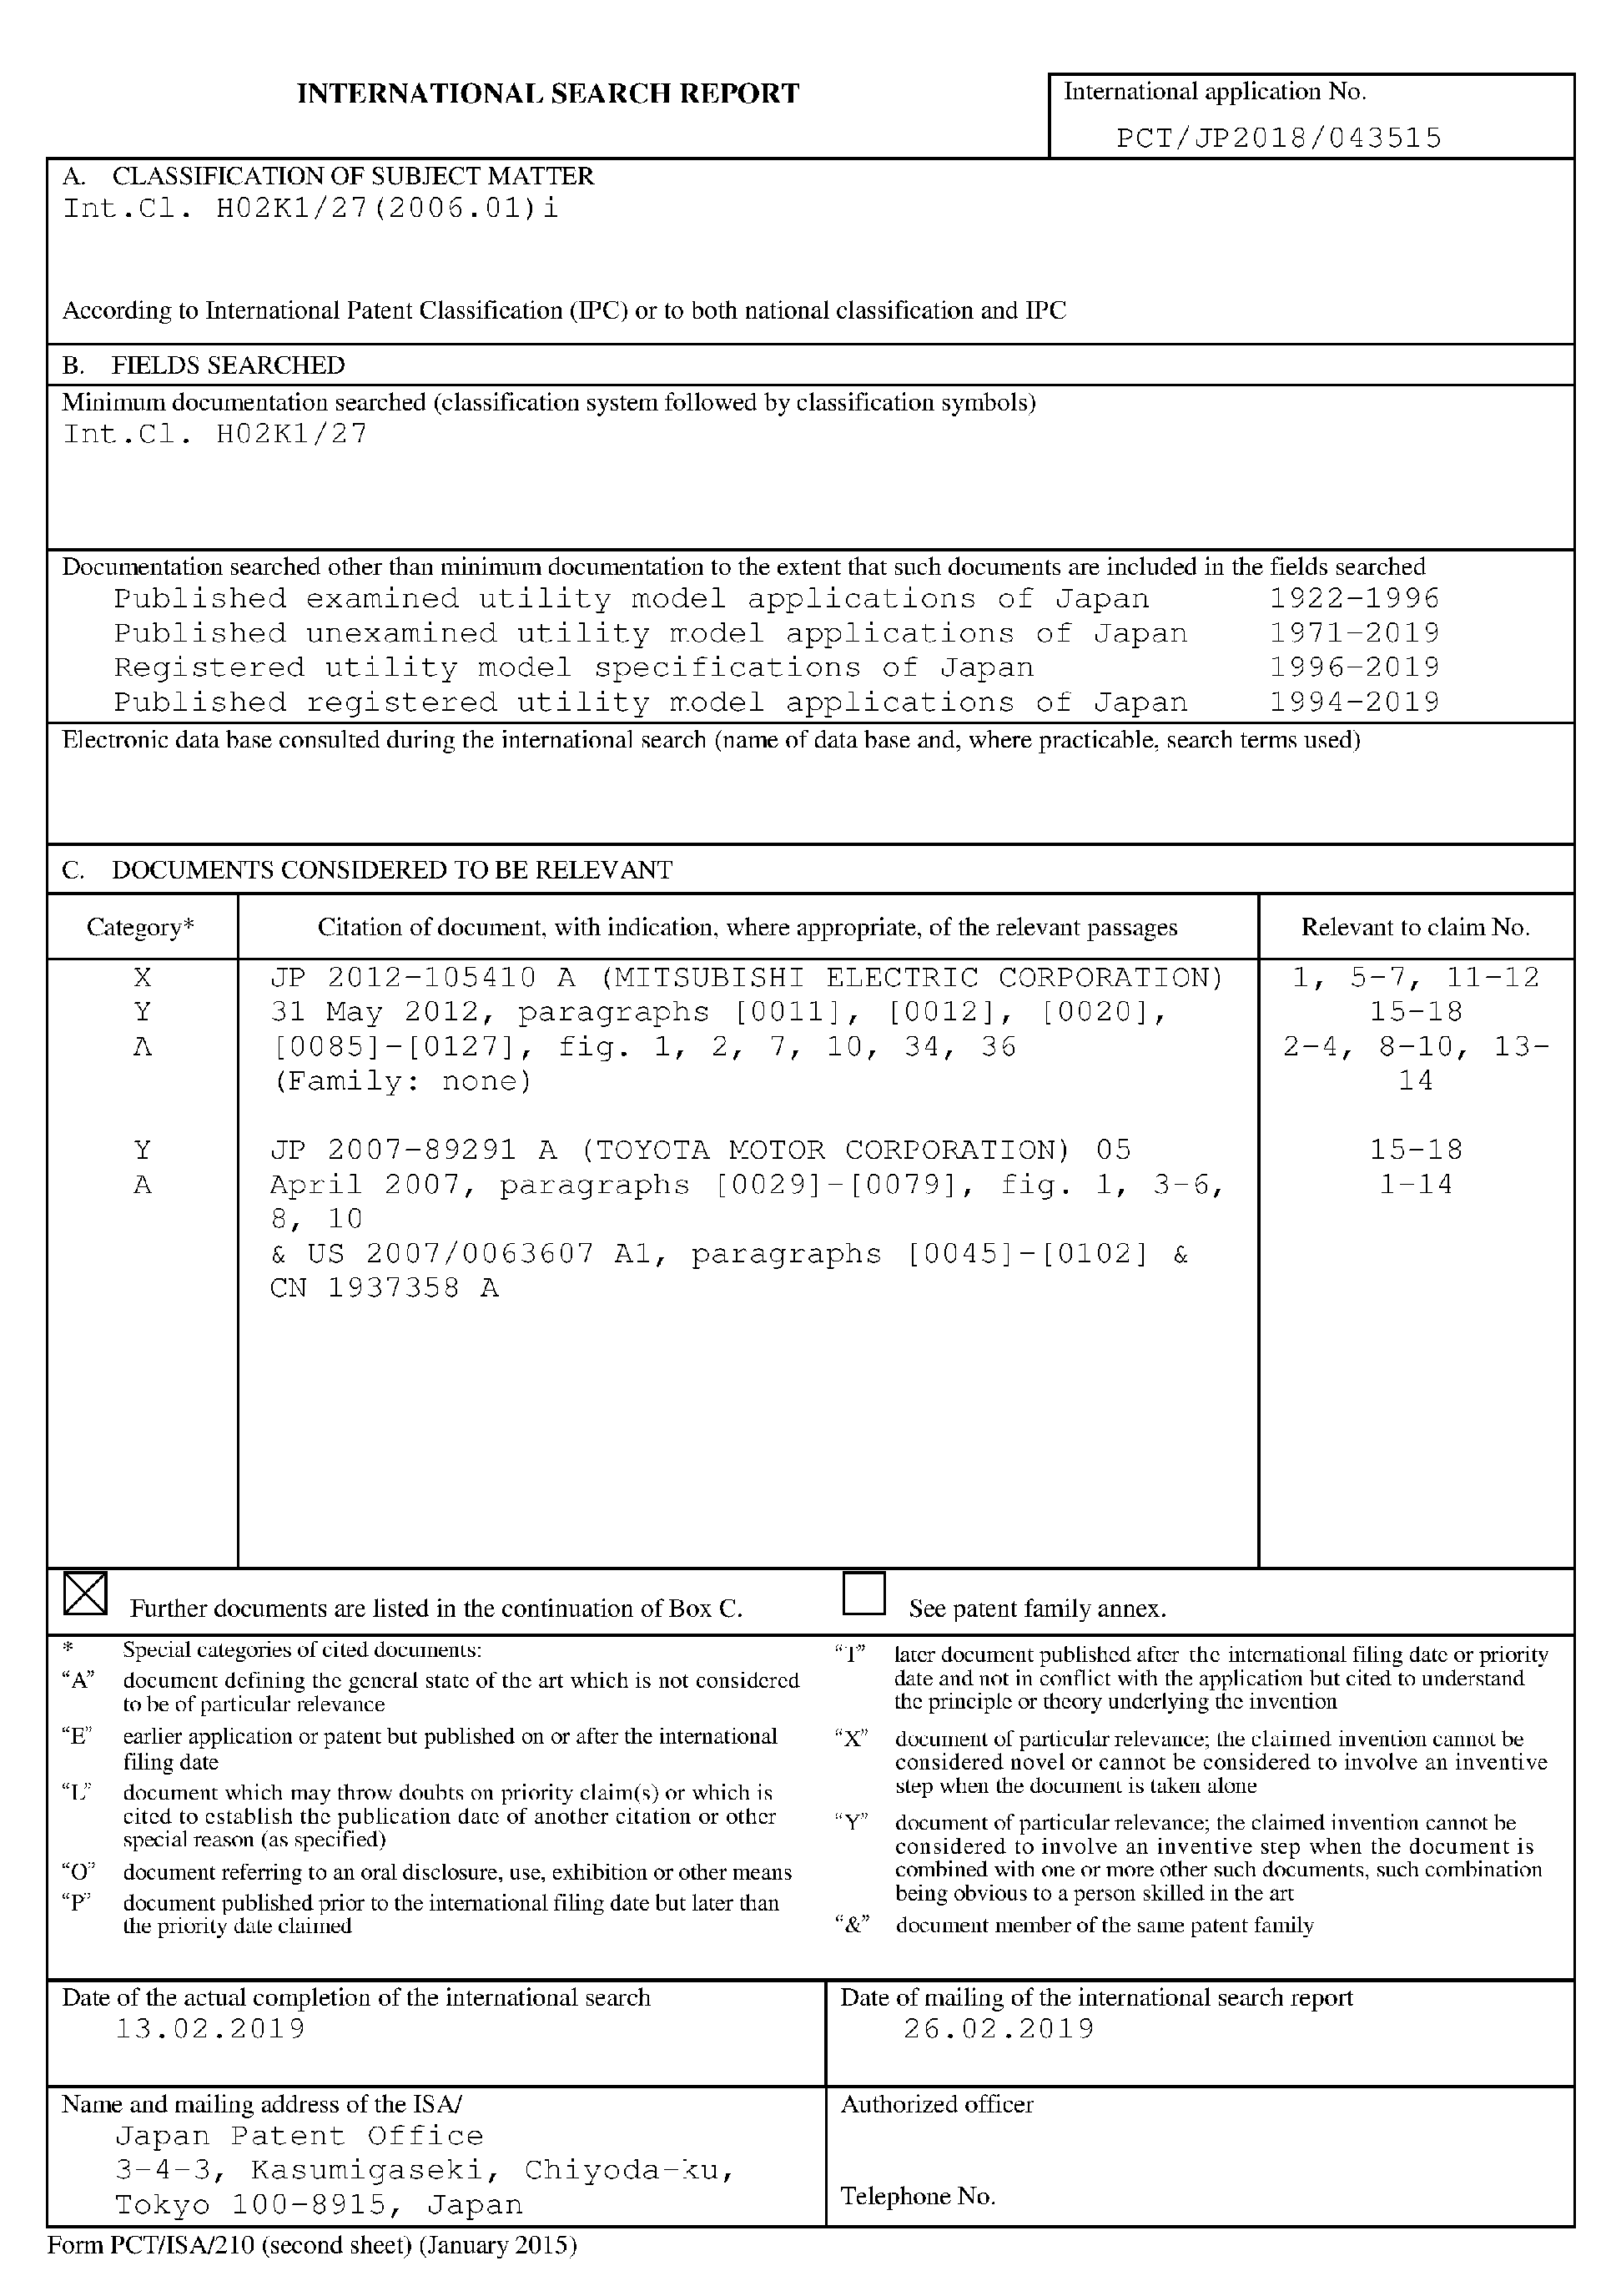 INTERNATIONAL SEARCH REPORT
International application No.
PCT/JP2018/043515
A. CLASSIFICATION OF SUBJECT MATTER
Int.Cl. H02K1/27(2006.01)i
According to International Patent Classification (IPC) or to both national classification and IPC
B. FIELDS SEARCHED
Minimum documentation searched (classification system followed by classification symbols)
Int.Cl. H02K1/27
Documentation searched other than minimum documentation to the extent that such documents are included in the fields searched
Published examined utility model applications of Japan 1922-1996
Published unexamined utility model applications of Japan 1971-2019
Registered utility model specifications of Japan 1996-2019
Published registered utility model applications of Japan 1994-2019
Electronic data base consulted during the international search (name of data base and, where practicable, search terms used)
C. DOCUMENTS CONSIDERED TO BE RELEVANT
Category* Citation of document, with indication, where appropriate, of the relevant passages Relevant to claim No.
X JP 2012-105410 A (MITSUBISHI ELECTRIC CORPORATION) 1, 5-7, 11-12
Y 31 May 2012, paragraphs [0011], [0012], [0020], 15-18
A [0085]-[0127], fig. 1, 2, 7, 10, 34, 36 2-4, 8-10, 13-
(Family: none) 14
Y JP 2007-89291 A (TOYOTA MOTOR CORPORATION) 05 15-18
A April 2007, paragraphs [0029]-[0079], fig. 1, 3-6, 1-14
8, 10
& US 2007/0063607 A1, paragraphs [0045]-[0102] &
CN 1937358 A
Further documents are listed in the continuation of Box C.
See patent family annex.
* Special categories of cited documents:
"A" document defining the general state of the art which is not considered
to be of particular relevance
"E" earlier application or patent but published on or after the international
filing date
"L" document which may throw doubts on priority claim(s) or which is
cited to establish the publication date of another citation or other
special reason (as specified)
"O" document referring to an oral disclosure, use, exhibition or other means
"P" document published prior to the international filing date but later than
the priority date claimed
"T" later document published after the international filing date or priority
date and not in conflict with the application but cited to understand
the principle or theory underlying the invention
"X" document of particular relevance; the claimed invention cannot be
considered novel or cannot be considered to involve an inventive
step when the document is taken alone
"Y" document of particular relevance; the claimed invention cannot be
considered to involve an inventive step when the document is
combined with one or more other such documents, such combination
being obvious to a person skilled in the art
"&" document member of the same patent family
Date of the actual completion of the international search
13.02.2019
Date of mailing of the international search report
26.02.2019
Name and mailing address of the ISA/
Japan Patent Office
3-4-3, Kasumigaseki, Chiyoda-ku,
Tokyo 100-8915, Japan
Authorized officer
Telephone No.
Form PCT/ISA/210 (second sheet) (January 2015)